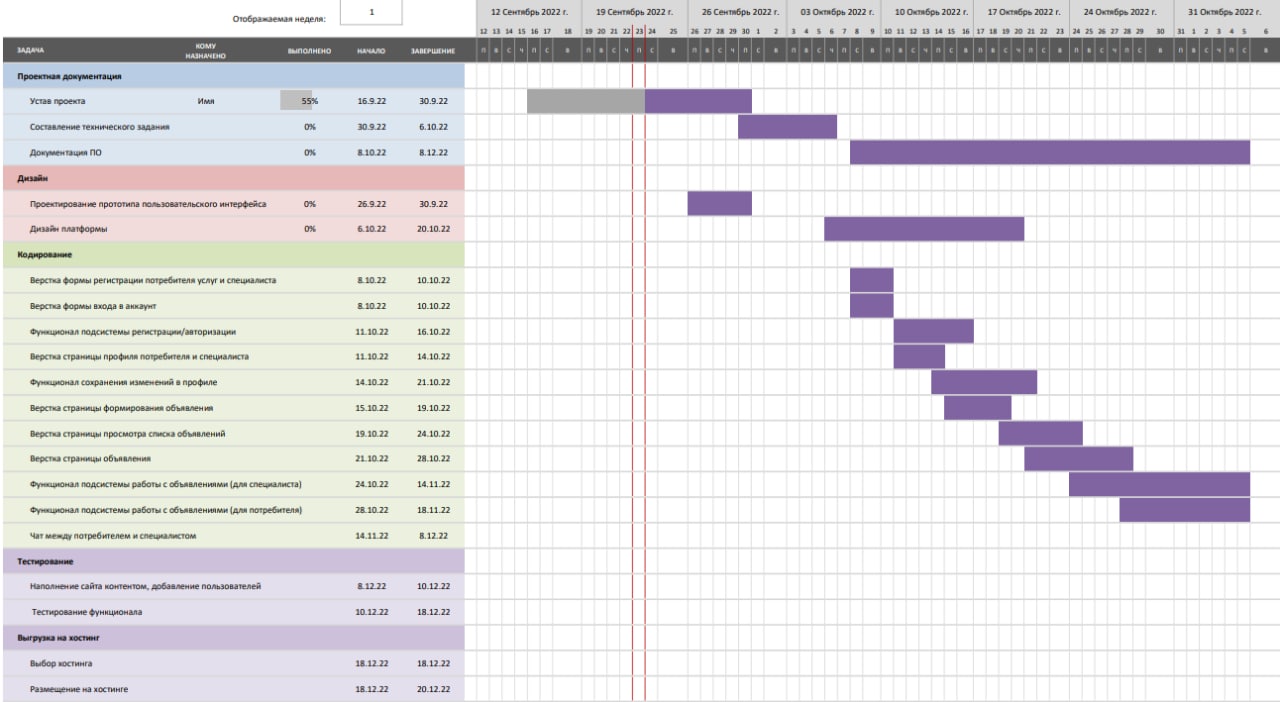 Отображаемая неделя: 1
12 Сентябрь 2022 г. 19 Сентябрь 2022 г. 26 Сентябрь 2022 г. 03 Октябрь 2022 г. 10 Октябрь 2022 г. 17 Октябрь 2022 г. 24 Октябрь 2022 г. 31 Октябрь 2022 г.
12 13 14 15 16 17 18 19 20 21 22 23 24 25 26 27 28 29 30 1 2 3 4 5 6 7 8 9 10 11 12 13 14 15 16 17 18 19 20 21 22 23 24 25 26 27 28 29 30 31 1 2 3 4 5 6
ЗАДАЧА КОМУ НАЗНАЧЕНО ВЫПОЛНЕНО НАЧАЛО ЗАВЕРШЕНИЕ П В С Ч П С В П В С Ч П С В П В С Ч П С В П В С Ч П С В П В С Ч П С В П В С Ч П С В П В С Ч П С В П В С Ч П С В
Проектная документация
Устав проекта Имя 55% 16.9.22 30.9.22
Составление технического задания 0% 30.9.22 6.10.22
Документация ПО 0% 8.10.22 8.12.22
Дизайн
Проектирование прототипа пользовательского интерфейса 0% 26.9.22 30.9.22
Дизайн платформы 0% 6.10.22 20.10.22
Кодирование
Верстка формы регистрации потребителя услуг и специалиста 8.10.22 10.10.22
Верстка формы входа в аккаунт 8.10.22 10.10.22
Функционал подсистемы регистрации/авторизации 11.10.22 16.10.22
Верстка страницы профиля потребителя и специалиста 11.10.22 14.10.22
Функционал сохранения изменений в профиле 14.10.22 21.10.22
Верстка страницы формирования объявления 15.10.22 19.10.22
Верстка страницы просмотра списка объявлений 19.10.22 24.10.22
Верстка страницы объявления 21.10.22 28.10.22
Функционал подсистемы работы с объявлениями (для специалиста) 24.10.22 14.11.22
Функционал подсистемы работы с объявлениями (для потребителя) 28.10.22 18.11.22
Чат между потребителем и специалистом 14.11.22 8.12.22
Тестирование
Наполнение сайта контентом, добавление пользователей 8.12.22 10.12.22
Тестирование функционала 10.12.22 18.12.22
Выгрузка на хостинг
Выбор хостинга 18.12.22 18.12.22
Размещение на хостинге 18.12.22 20.12.22